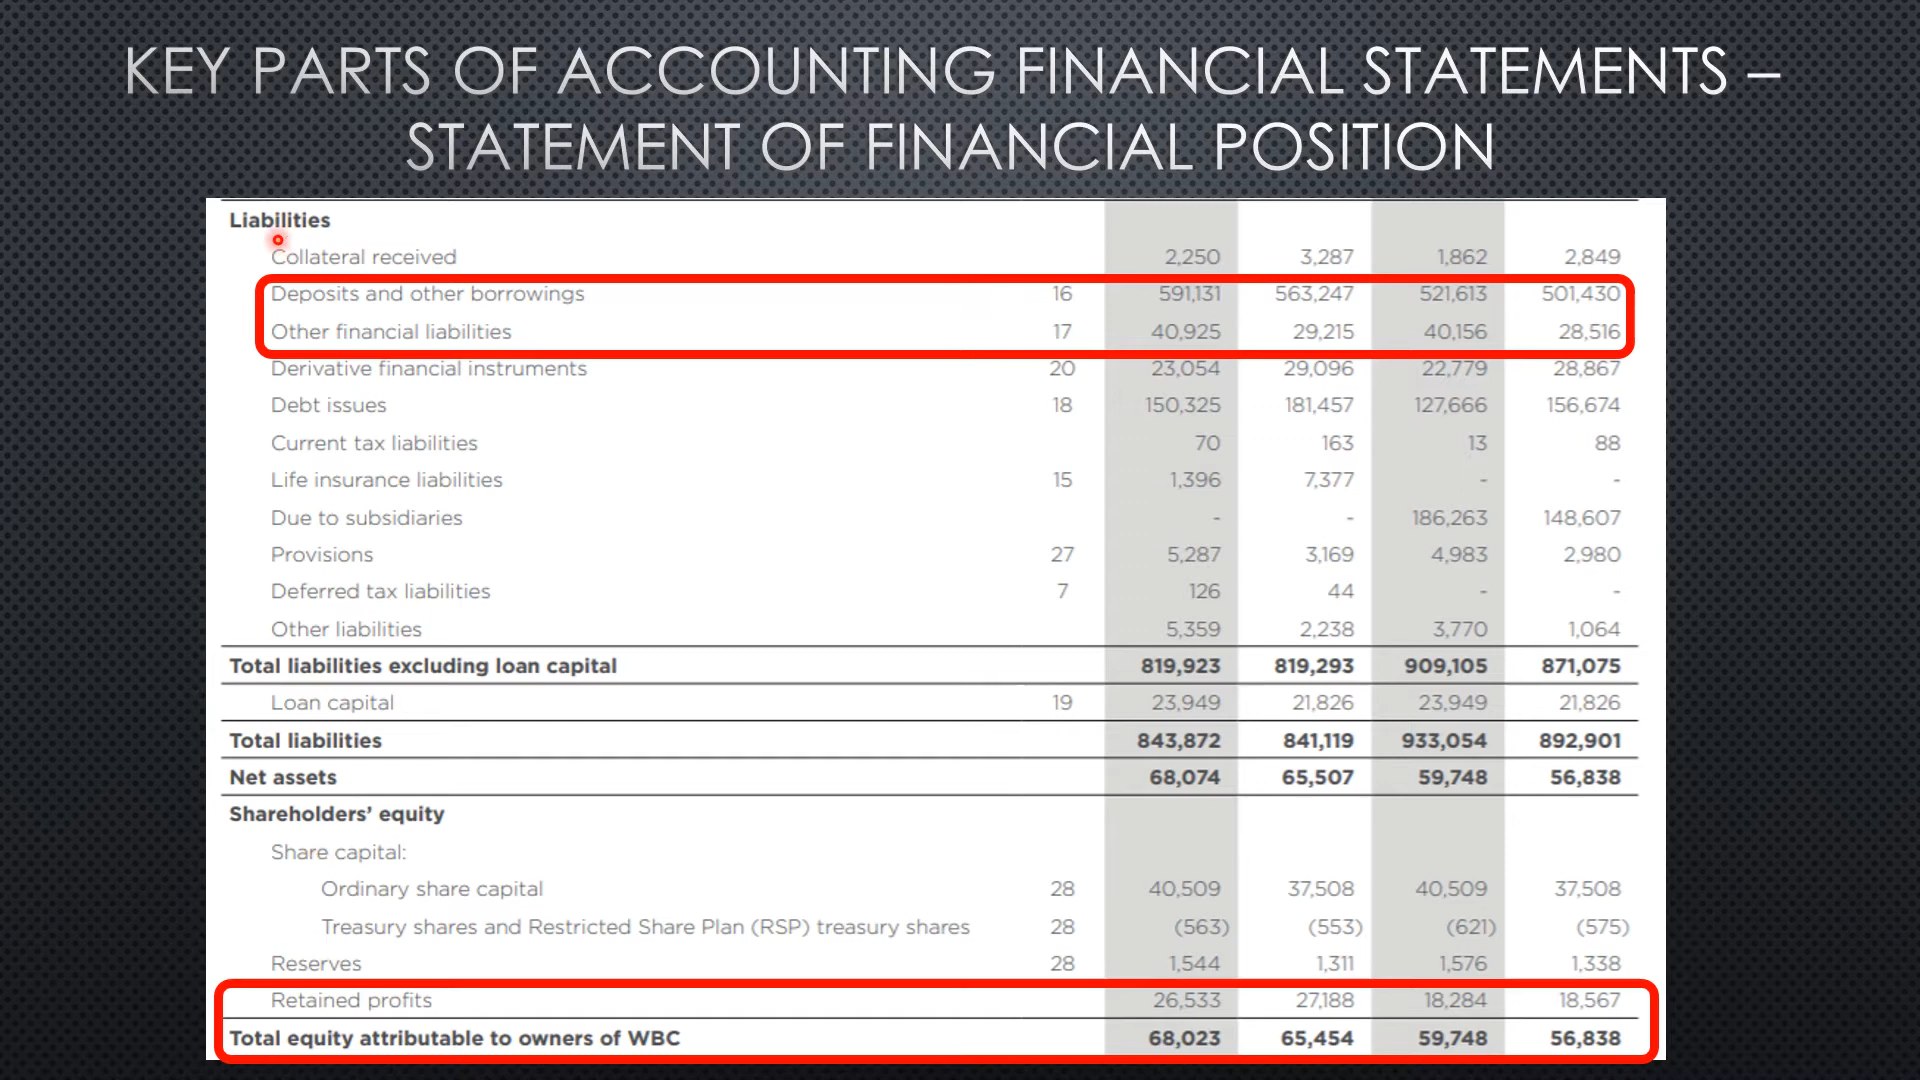 KEY PARTS OF ACCOUNTING FINANCIAL STATEMENTS –
STATEMENT OF FINANCIAL POSITION
Liabilities
Collateral received 2,250 3,287 1,862 2,849
Deposits and other borrowings 16 591,131 563,247 521,613 501,430
Other financial liabilities 17 40,925 29,215 40,156 28,516
Derivative financial instruments 20 23,054 29,096 22,779 28,867
Debt issues 18 150,325 181,457 127,666 156,674
Current tax liabilities 70 163 13 88
Life insurance liabilities 15 1,396 7,377 - -
Due to subsidiaries - - 186,263 148,607
Provisions 27 5,287 3,169 4,983 2,980
Deferred tax liabilities 7 126 44 - -
Other liabilities 5,359 2,238 3,770 1,064
Total liabilities excluding loan capital 819,923 819,293 909,105 871,075
Loan capital 19 23,949 21,826 23,949 21,826
Total liabilities 843,872 841,119 933,054 892,901
Net assets 68,074 65,507 59,748 56,838
Shareholders' equity
Share capital:
Ordinary share capital 28 40,509 37,508 40,509 37,508
Treasury shares and Restricted Share Plan (RSP) treasury shares 28 (563) (553) (621) (575)
Reserves 28 1,544 1,311 1,576 1,338
Retained profits 26,533 27,188 18,284 18,567
Total equity attributable to owners of WBC 68,023 65,454 59,748 56,838